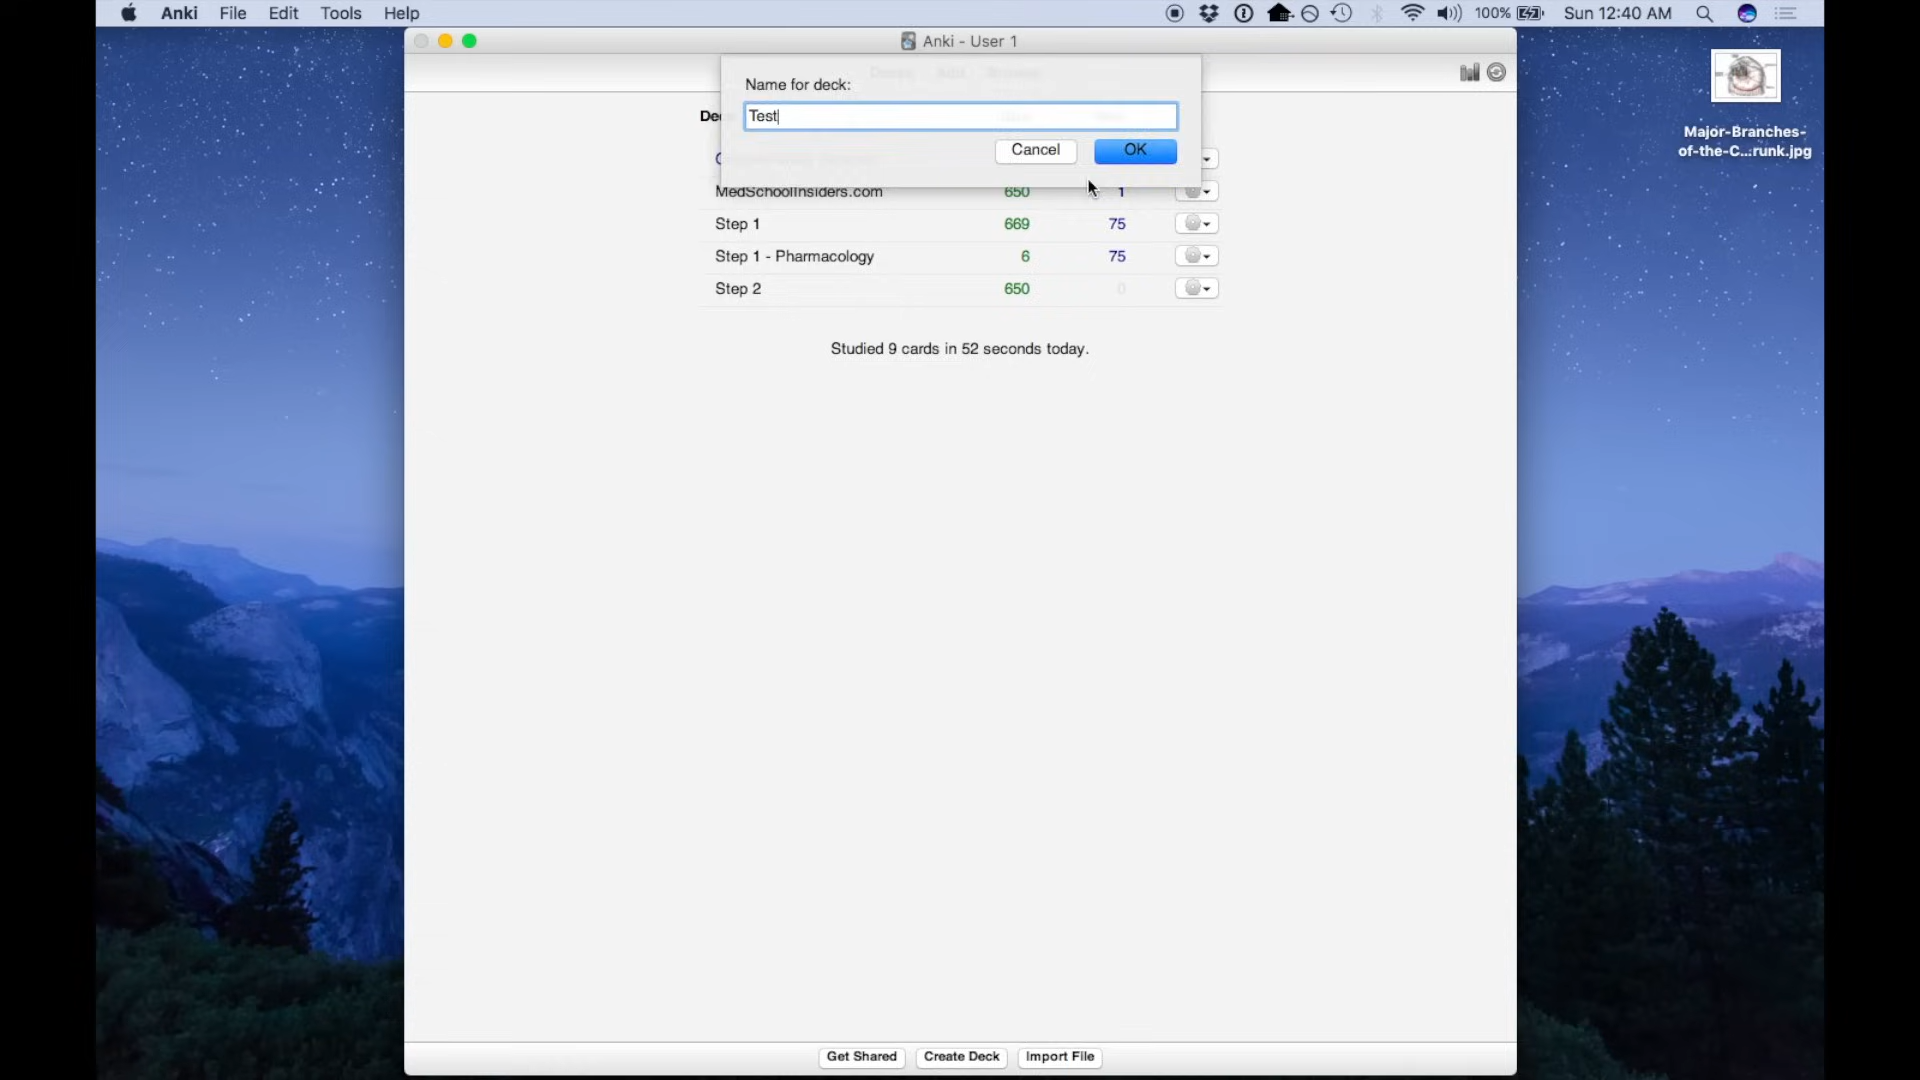 Anki File Edit Tools Help
100% Sun 12:40 AM
Anki - User 1
Name for deck:
Test
Cancel OK
MedSchoolInsiders.com 650 1
Step 1 669 75
Step 1 - Pharmacology 6 75
Step 2 650 0
Studied 9 cards in 52 seconds today.
Get Shared Create Deck Import File
Major-Branches-
of-the-C...runk.jpg